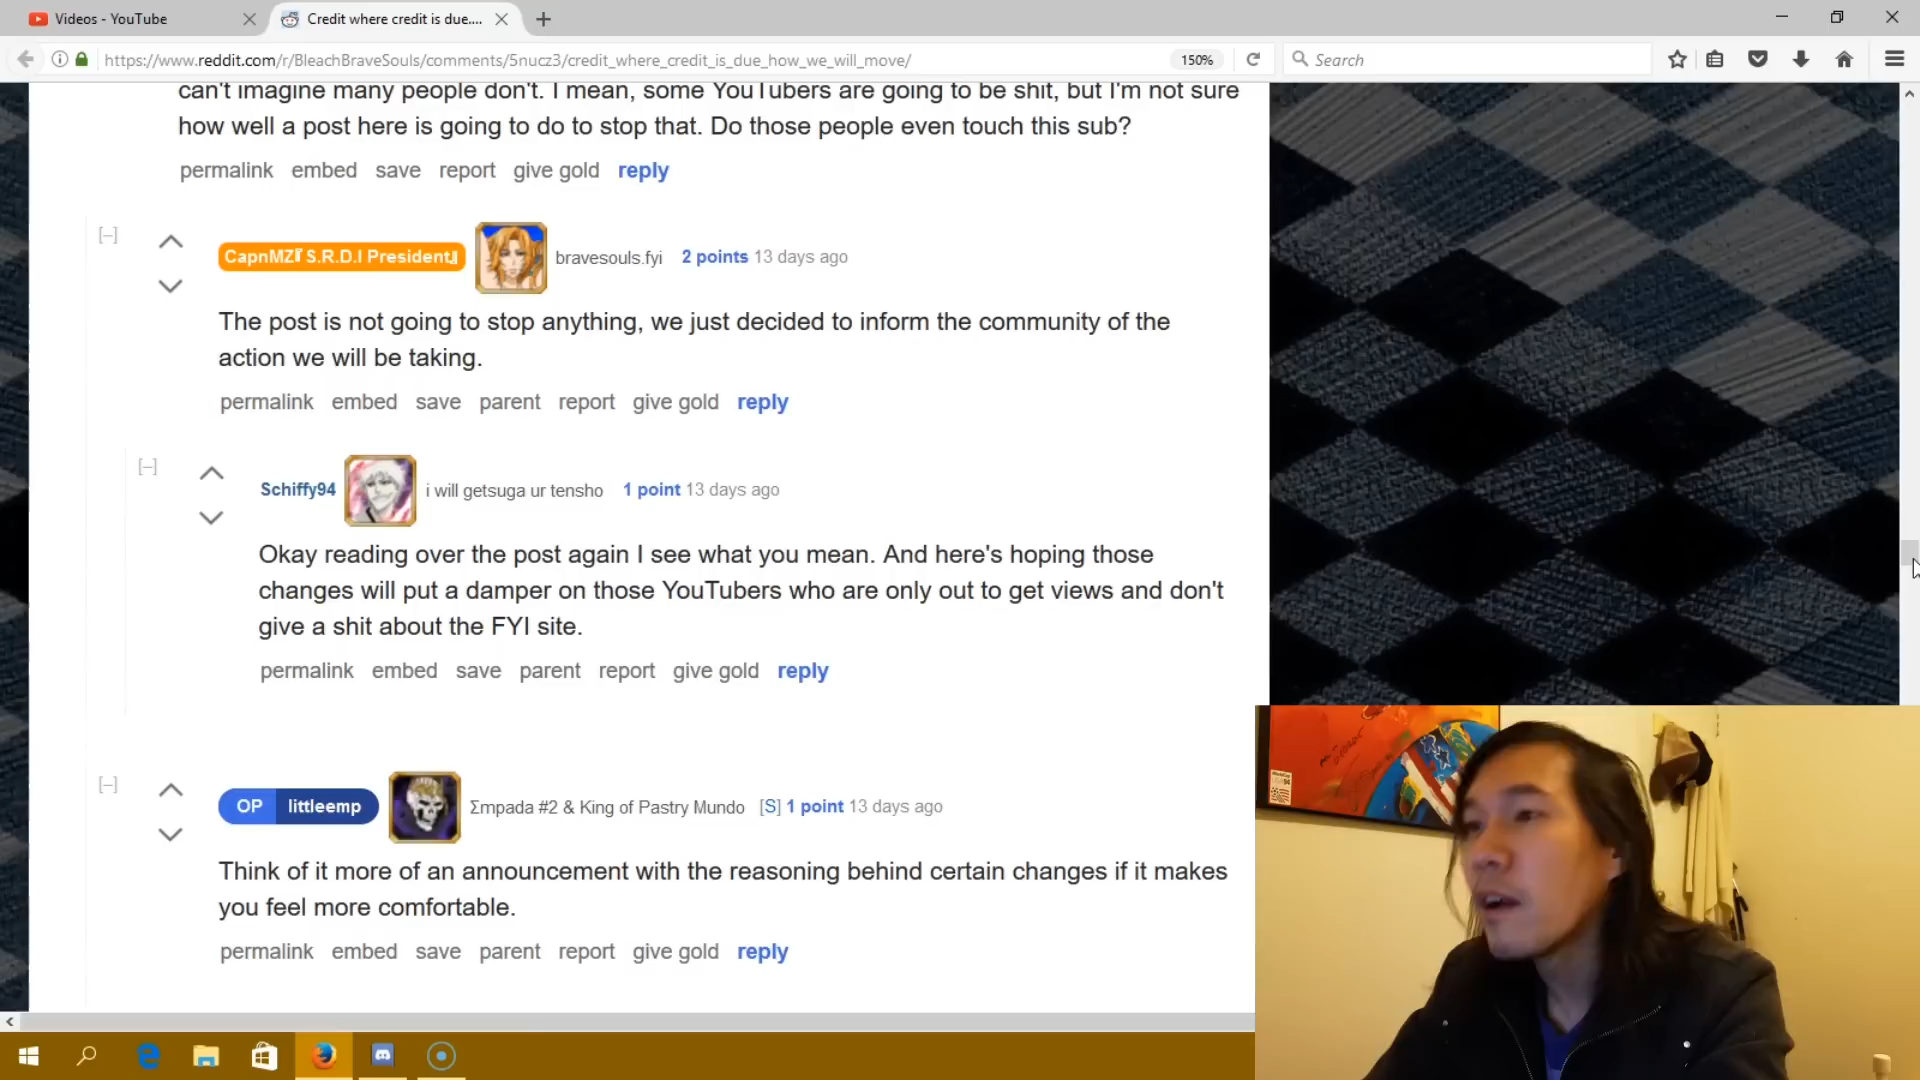 Videos - YouTube
Credit where credit is due....
https://www.reddit.com/r/BleachBraveSouls/comments/5nucz3/credit_where_credit_is_due_how_we_will_move/
150%
Search
can't imagine many people don't. I mean, some YouTubers are going to be shit, but I'm not sure
how well a post here is going to do to stop that. Do those people even touch this sub?
permalink embed save report give gold reply
[–]
CapnMZ『S.R.D.I President』 bravesouls.fyi 2 points 13 days ago
The post is not going to stop anything, we just decided to inform the community of the
action we will be taking.
permalink embed save parent report give gold reply
[–]
Schiffy94 i will getsuga ur tensho 1 point 13 days ago
Okay reading over the post again I see what you mean. And here's hoping those
changes will put a damper on those YouTubers who are only out to get views and don't
give a shit about the FYI site.
permalink embed save parent report give gold reply
[–]
OP littleemp Σmpada #2 & King of Pastry Mundo [S] 1 point 13 days ago
Think of it more of an announcement with the reasoning behind certain changes if it makes
you feel more comfortable.
permalink embed save parent report give gold reply